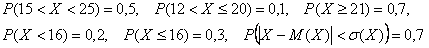 P(15 < X < 25) = 0,5,  P(12 < X ≤ 20) = 0,1,  P(X ≥ 21) = 0,7,
P(X < 16) = 0,2,  P(X ≤ 16) = 0,3,  P(|X − M(X)| < σ(X)) = 0,7